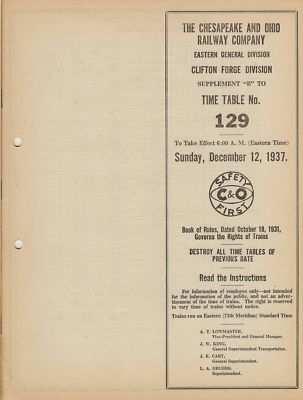 THE CHESAPEAKE AND OHIO
RAILWAY COMPANY
EASTERN GENERAL DIVISION
CLIFTON FORGE DIVISION
SUPPLEMENT "B" TO
TIME TABLE No.
129
To Take Effect 6:00 A. M. (Eastern Time)
Sunday, December 12, 1937.
SAFETY
C&O
FIRST
Book of Rules, Dated October 18, 1931,
Governs the Rights of Trains
DESTROY ALL TIME TABLES OF
PREVIOUS DATE
Read the Instructions
For information of employes only—not intended
for the information of the public, and not an adver-
tisement of the time of trains. The right is reserved
to vary time of trains without notice.
Trains run on Eastern (75th Meridian) Standard Time
A. T. LOWMASTER,
Vice-President and General Manager.
J. W. KING,
General Superintendent Transportation.
J. R. CARY,
General Superintendent.
L. A. GRUBBS,
Superintendent.